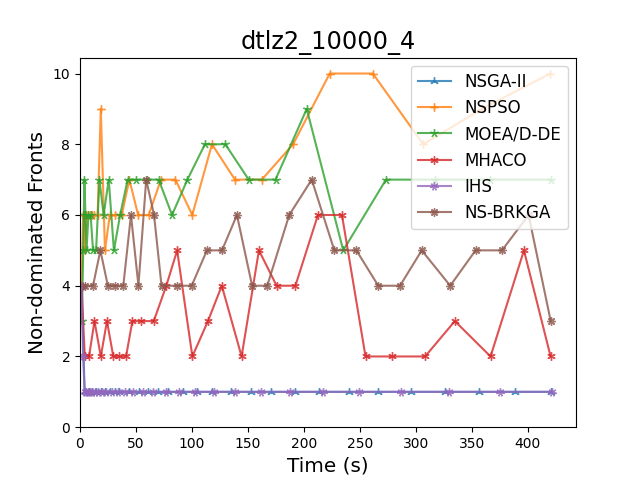 dtlz2_10000_4
Non-dominated Fronts
10
8
6
4
2
0
0 50 100 150 200 250 300 350 400
Time (s)
NSGA-II
NSPSO
MOEA/D-DE
MHACO
IHS
NS-BRKGA